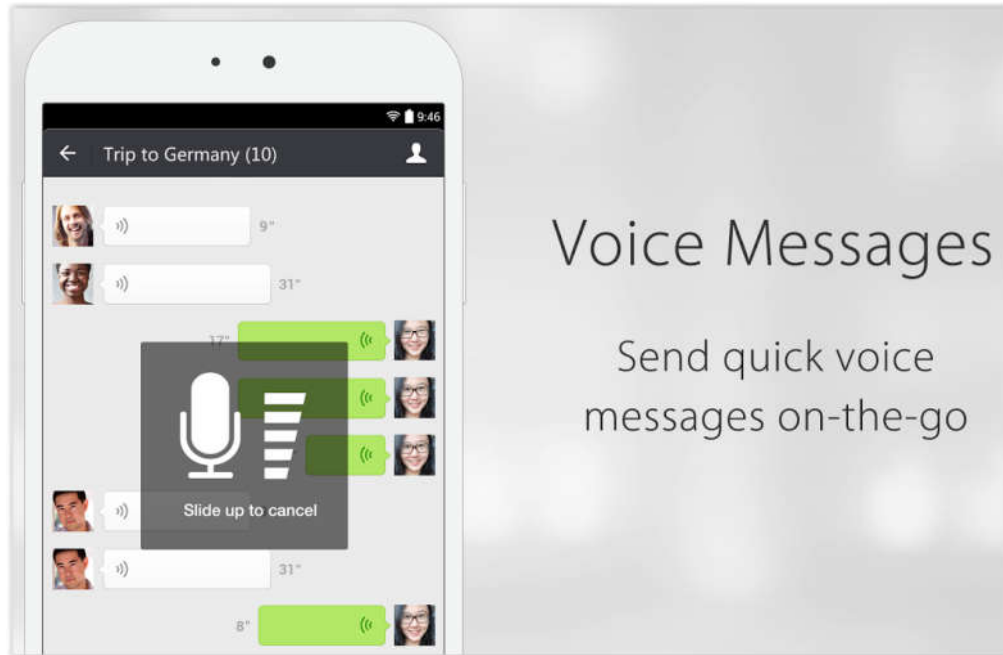 9:46
Trip to Germany (10)
9"
31"
17"
Slide up to cancel
31"
8"
Voice Messages
Send quick voice
messages on-the-go